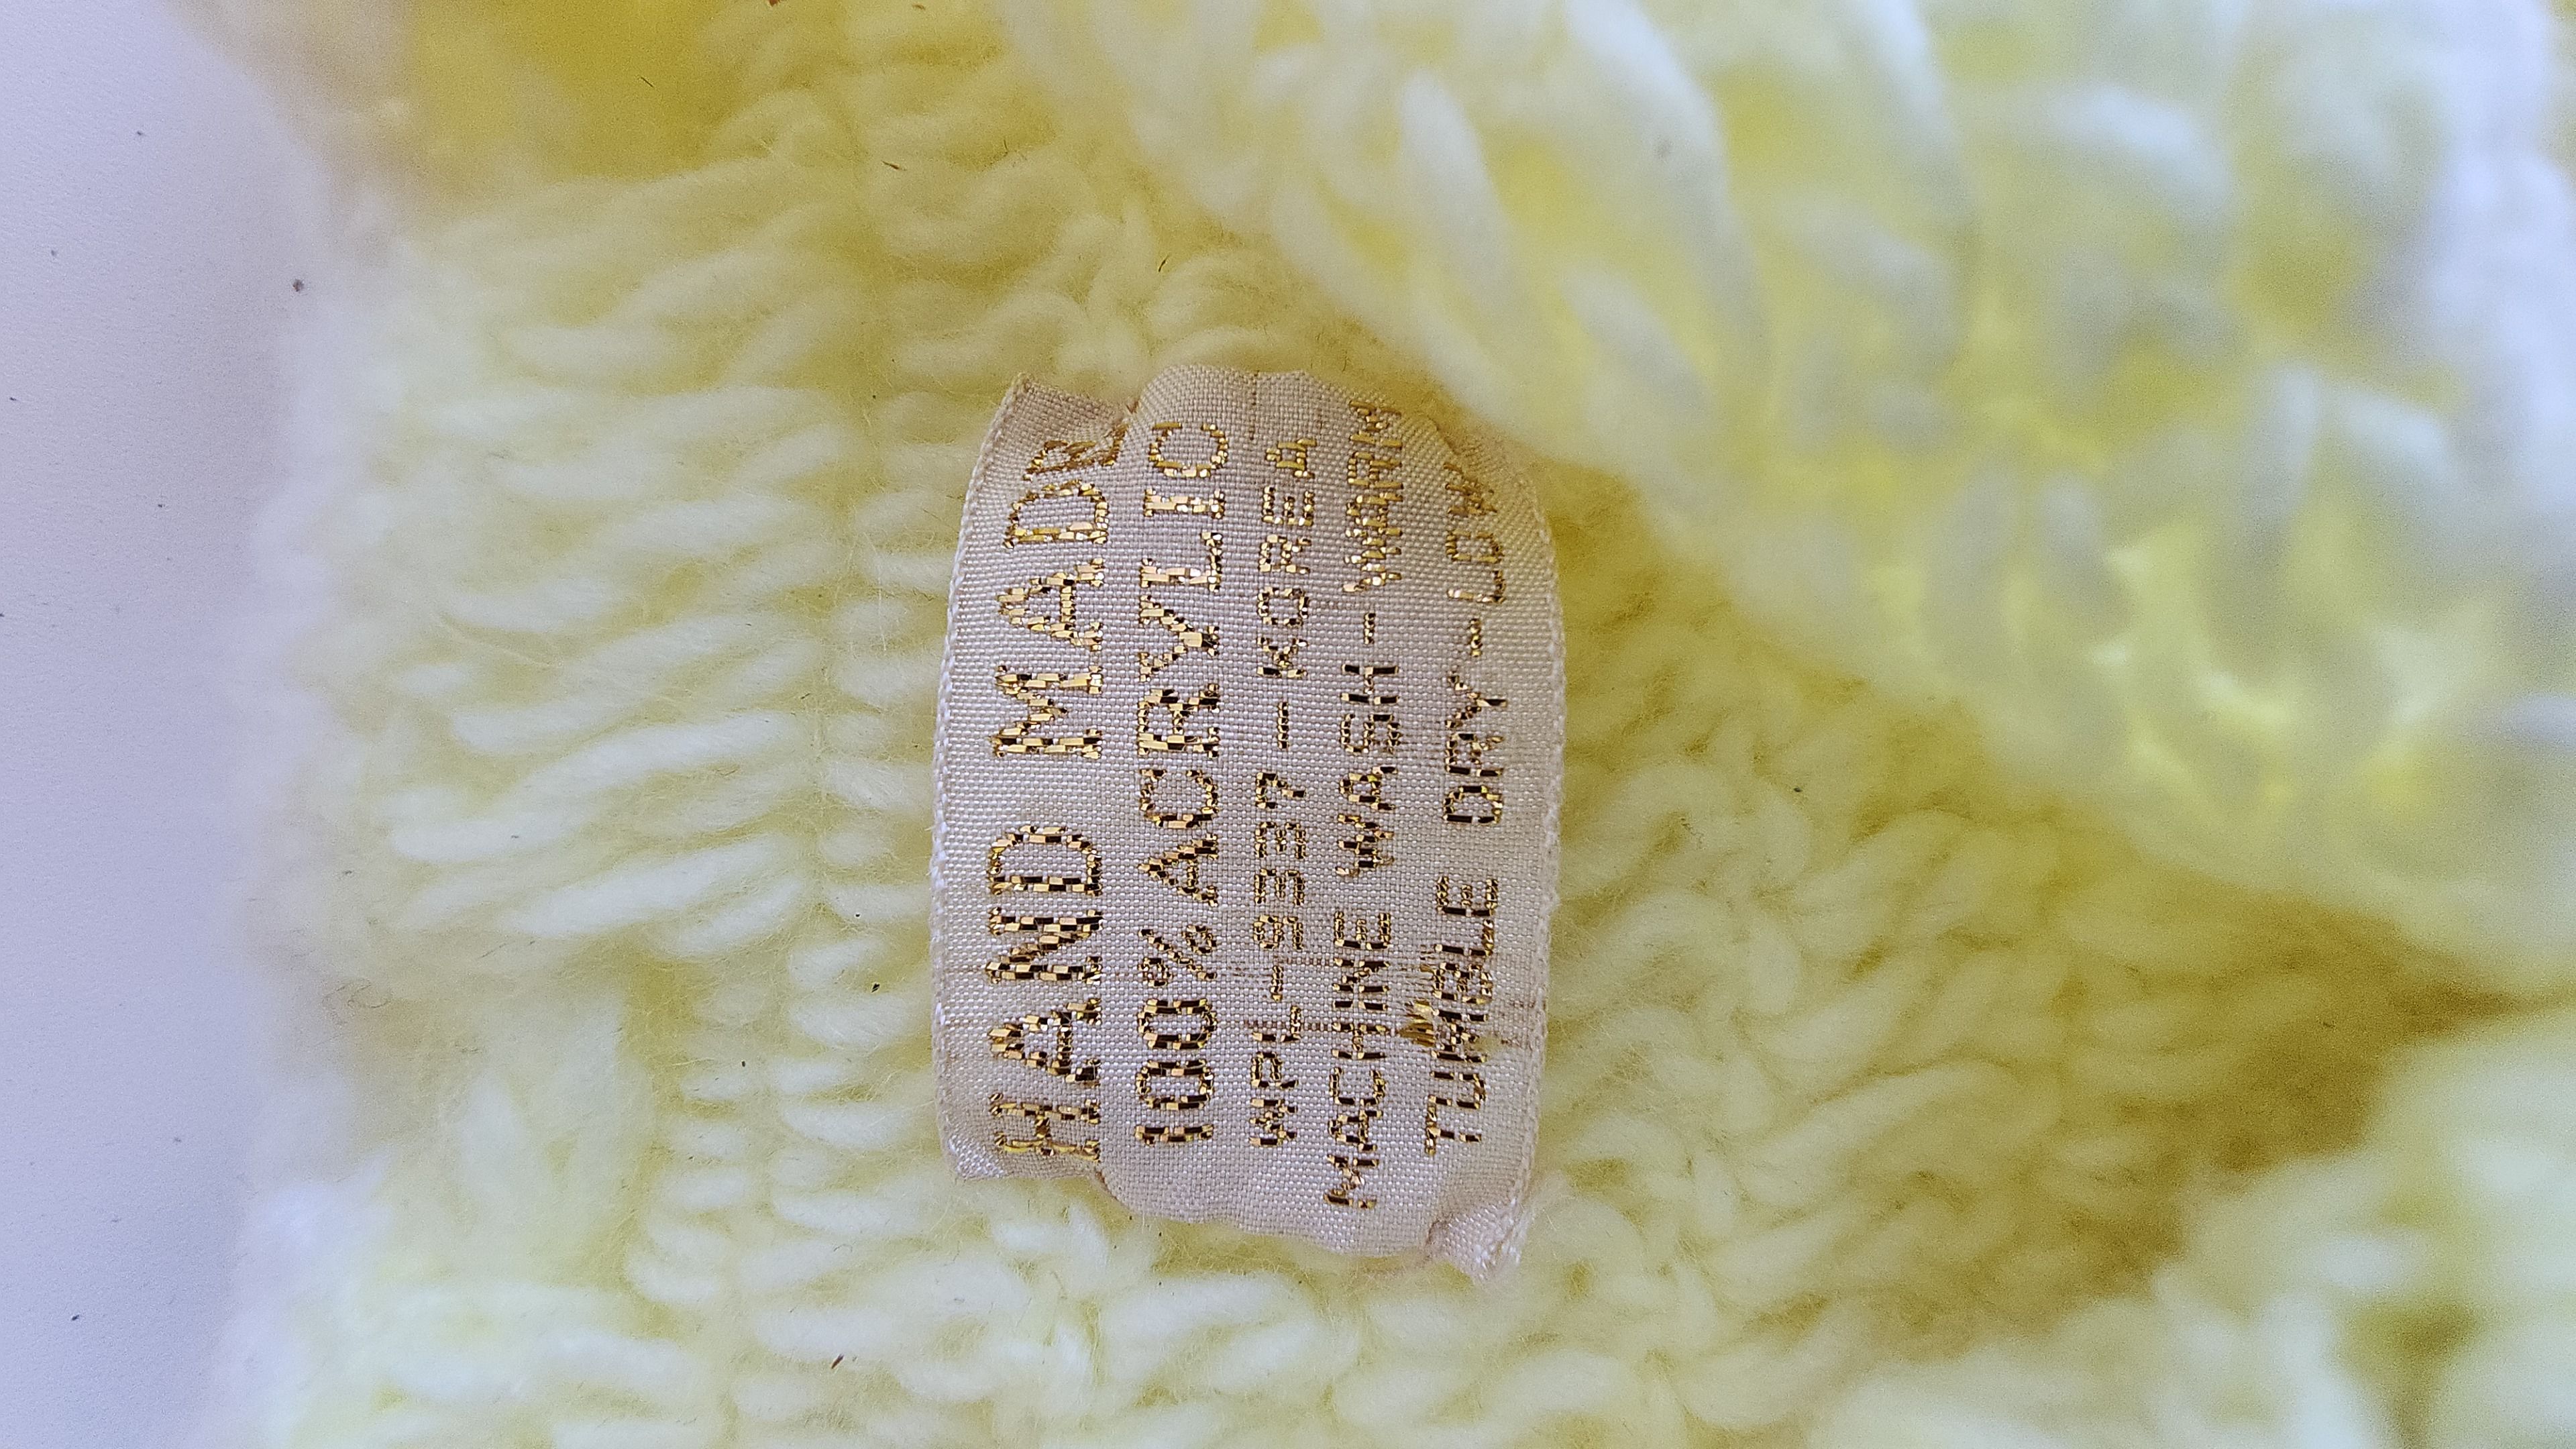 HAND MADE
100% ACRYLIC
WPL-9337-KOREA
MACHINE WASH-WARM
TUMBLE DRY-LOW